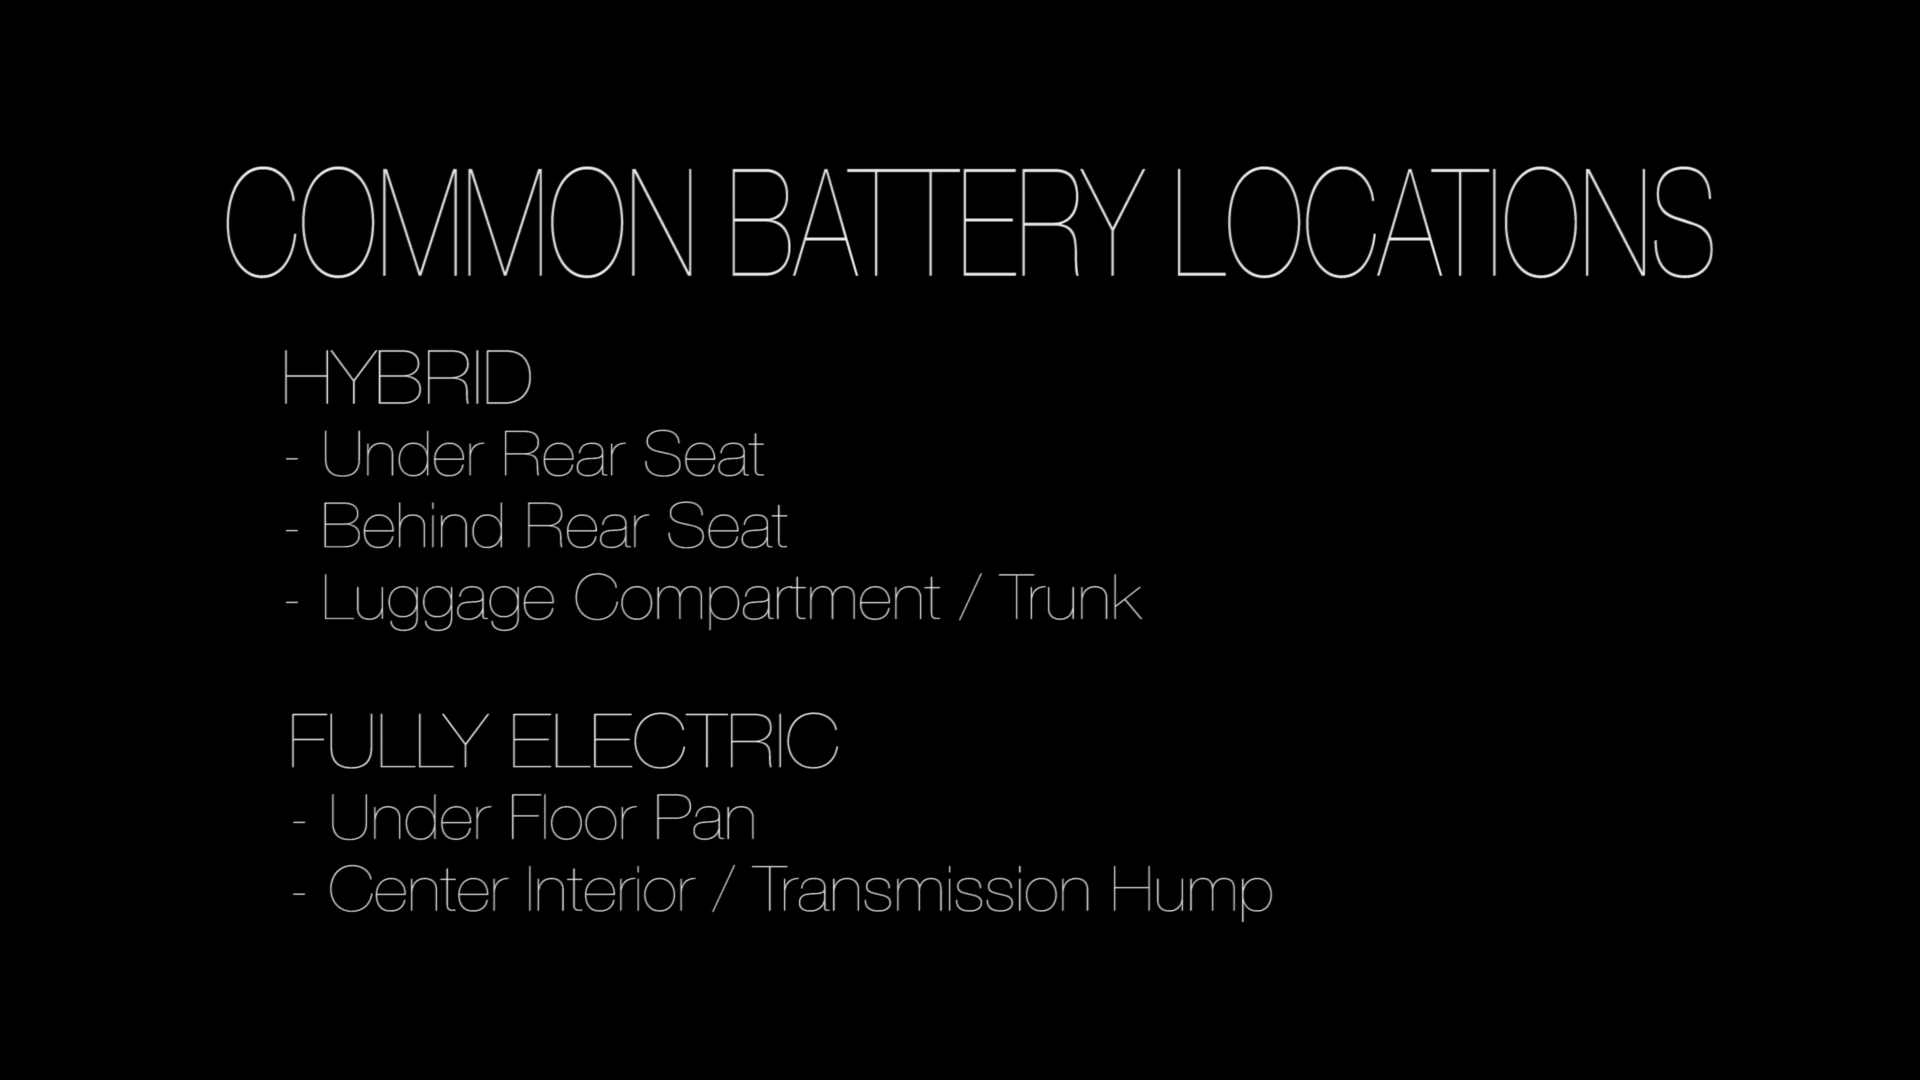 COMMON BATTERY LOCATIONS
HYBRID
- Under Rear Seat
- Behind Rear Seat
- Luggage Compartment / Trunk
FULLY ELECTRIC
- Under Floor Pan
- Center Interior / Transmission Hump